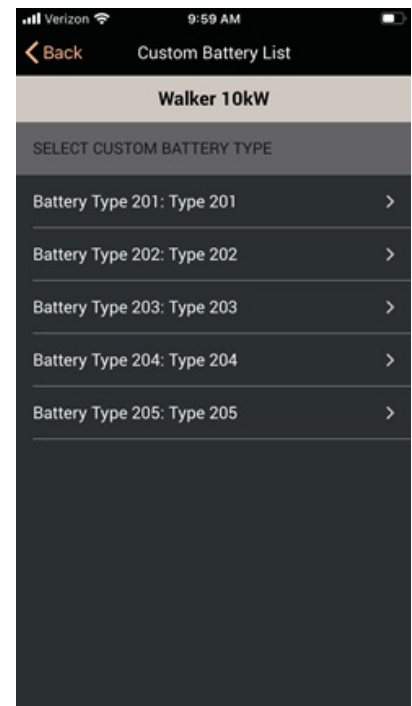 Verizon 9:59 AM
Back Custom Battery List
Walker 10kW
SELECT CUSTOM BATTERY TYPE
Battery Type 201: Type 201
Battery Type 202: Type 202
Battery Type 203: Type 203
Battery Type 204: Type 204
Battery Type 205: Type 205